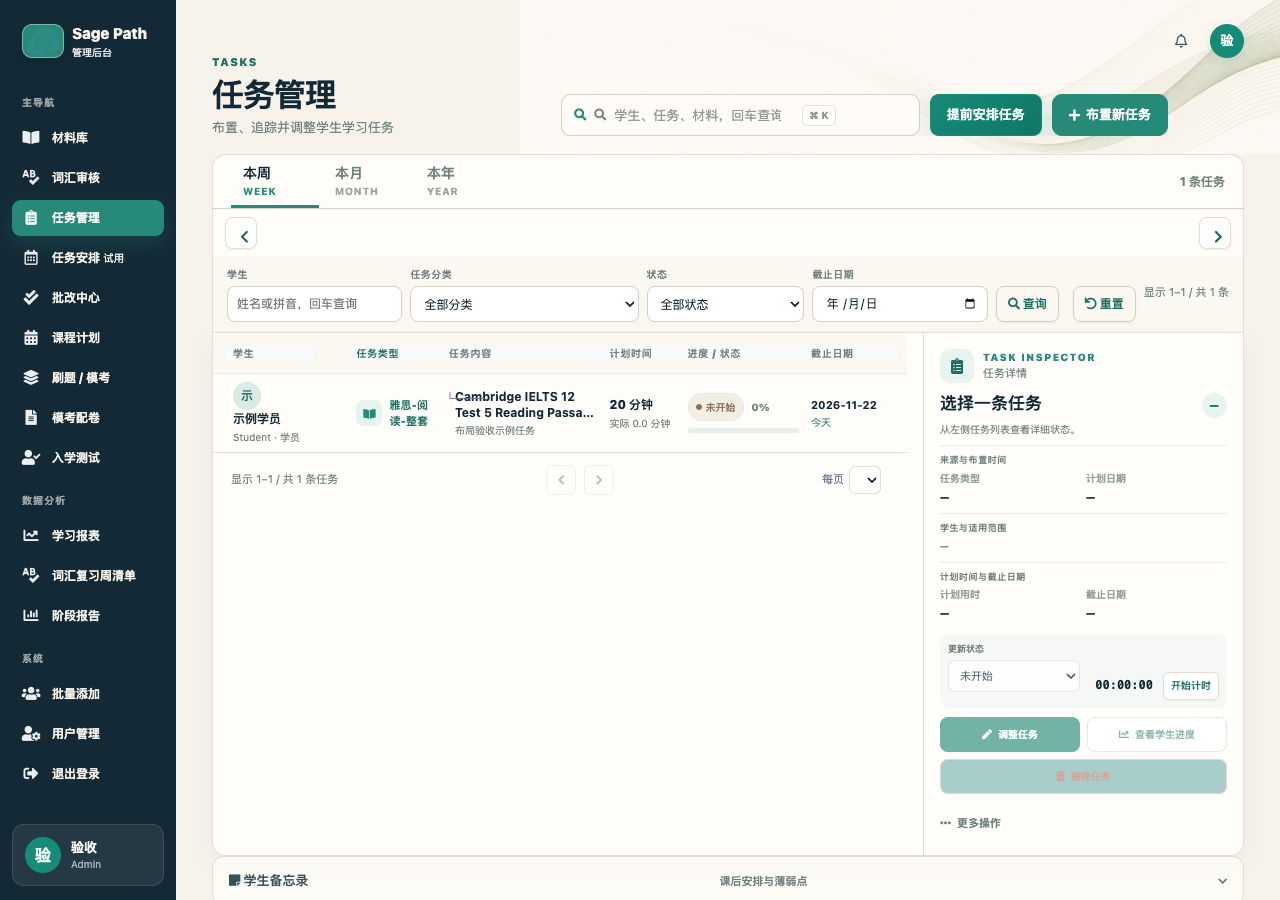 Sage Path
管理后台
主导航
材料库
词汇审核
任务管理
任务安排 试用
批改中心
课程计划
刷题 / 模考
模考配卷
入学测试
数据分析
学习报表
词汇复习周清单
阶段报告
系统
批量添加
用户管理
退出登录
验
验收
Admin
验
TASKS
任务管理
布置、追踪并调整学生学习任务
学生、任务、材料，回车查询
⌘ K
提前安排任务
布置新任务
本周
WEEK
本月
MONTH
本年
YEAR
1 条任务
学生
任务分类
状态
截止日期
姓名或拼音，回车查询
全部分类
全部状态
年 /月/日
查询
重置
显示 1–1 / 共 1 条
学生
任务类型
任务内容
计划时间
进度 / 状态
截止日期
示
示例学员
Student · 学员
雅思-阅
读-整套
Cambridge IELTS 12
Test 5 Reading Passa...
布局验收示例任务
20 分钟
实际 0.0 分钟
未开始
0%
2026-11-22
今天
显示 1–1 / 共 1 条任务
每页
TASK INSPECTOR
任务详情
选择一条任务
从左侧任务列表查看详细状态。
来源与布置时间
任务类型
计划日期
—
—
学生与适用范围
—
计划时间与截止日期
计划用时
截止日期
—
—
更新状态
未开始
00:00:00
开始计时
调整任务
查看学生进度
删除任务
更多操作
学生备忘录
课后安排与薄弱点